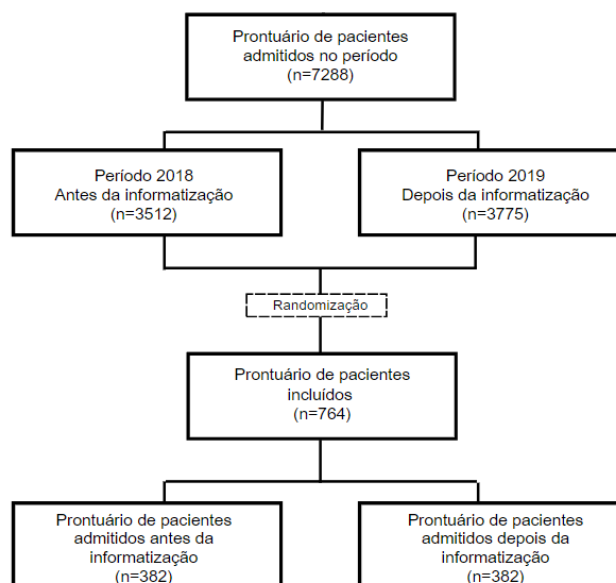 Prontuário de pacientes
admitidos no período
(n=7288)
Período 2018
Antes da informatização
(n=3512)
Período 2019
Depois da informatização
(n=3775)
Randomização
Prontuário de pacientes
incluídos
(n=764)
Prontuário de pacientes
admitidos antes da
informatização
(n=382)
Prontuário de pacientes
admitidos depois da
informatização
(n=382)